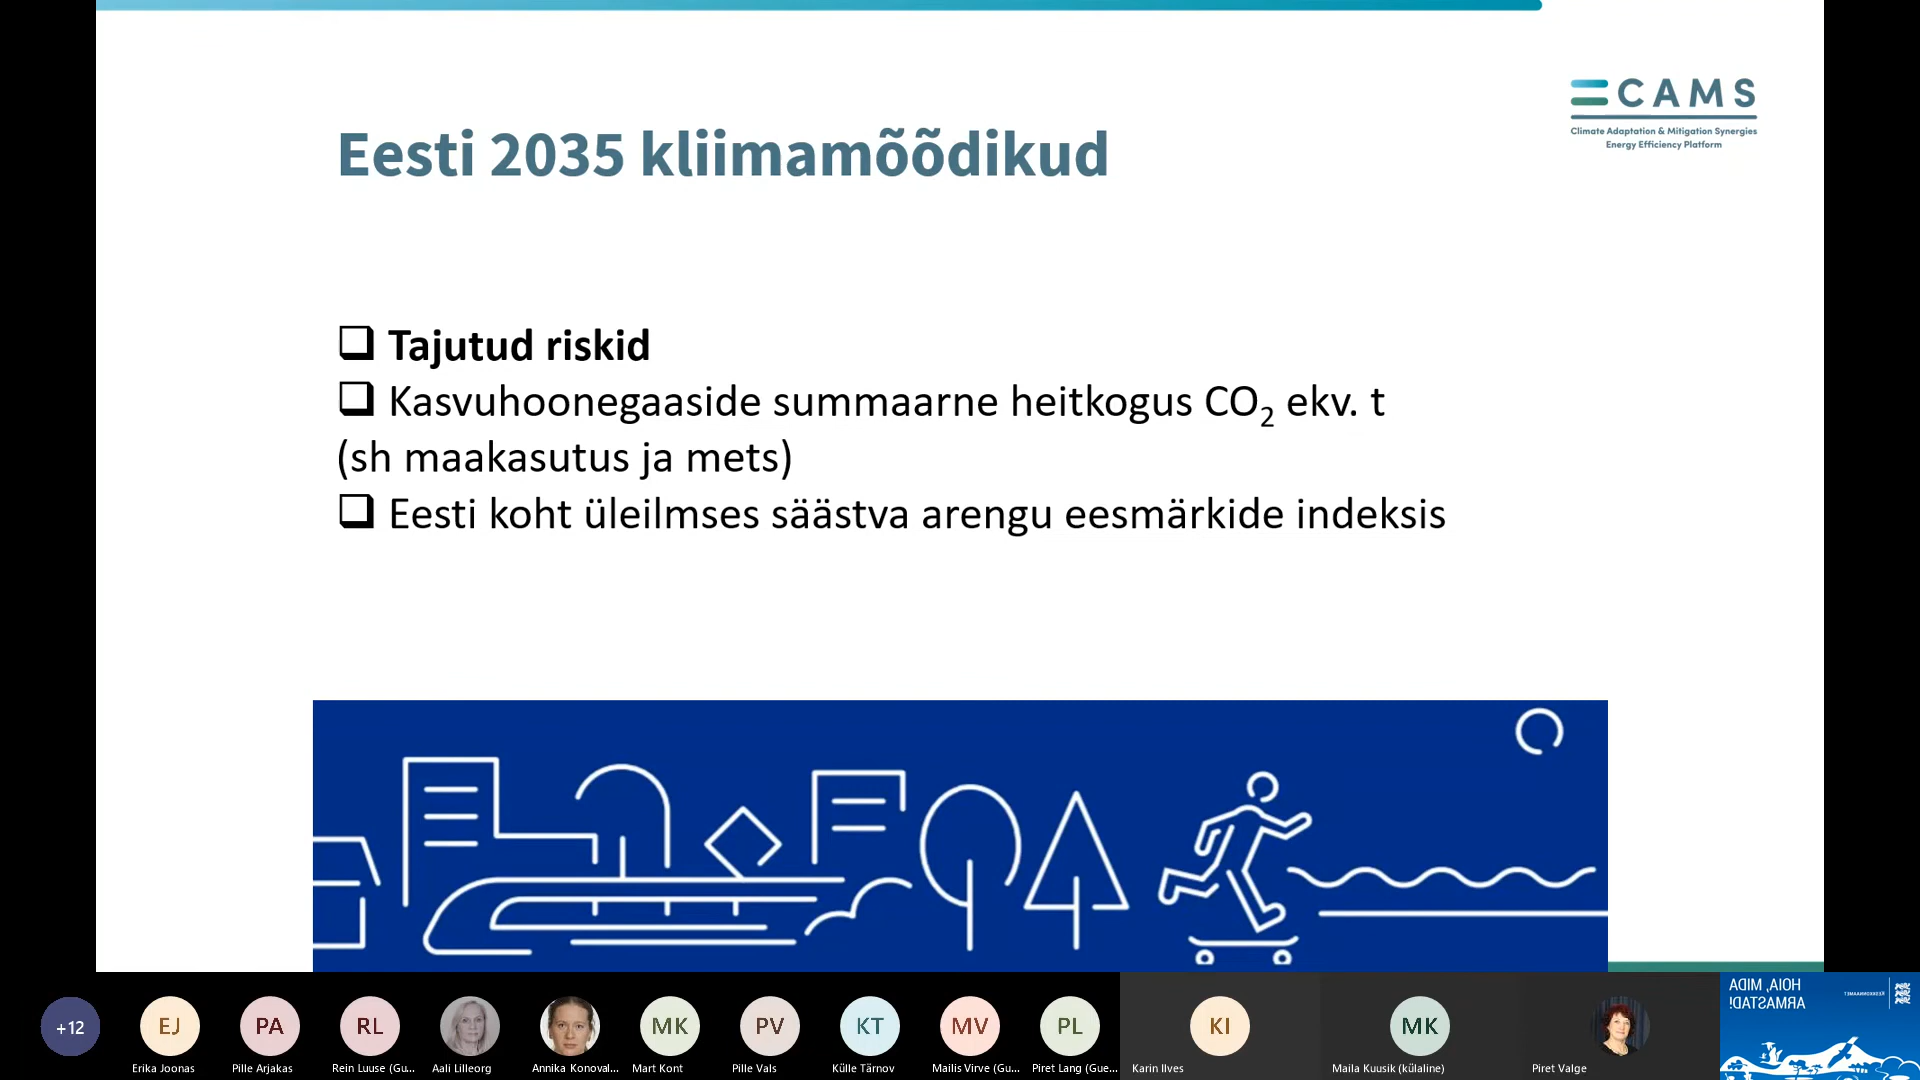 CAMS
Climate Adaptation & Mitigation Synergies
Energy Efficiency Platform
Eesti 2035 kliimamõõdikud
Tajutud riskid
Kasvuhoonegaaside summaarne heitkogus CO₂ ekv. t
(sh maakasutus ja mets)
Eesti koht üleilmses säästva arengu eesmärkide indeksis
HOIA, MIDA
ARMASTAD!
KESKKONNAAMET
+12
EJ
PA
RL
MK
PV
KT
MV
PL
KI
MK
Erika Joonas
Pille Arjakas
Rein Luuse (Gu...
Aali Lilleorg
Annika Konoval...
Mart Kont
Pille Vals
Külle Tärnov
Mailis Virve (Gu...
Piret Lang (Gue...
Karin Ilves
Maila Kuusik (külaline)
Piret Valge